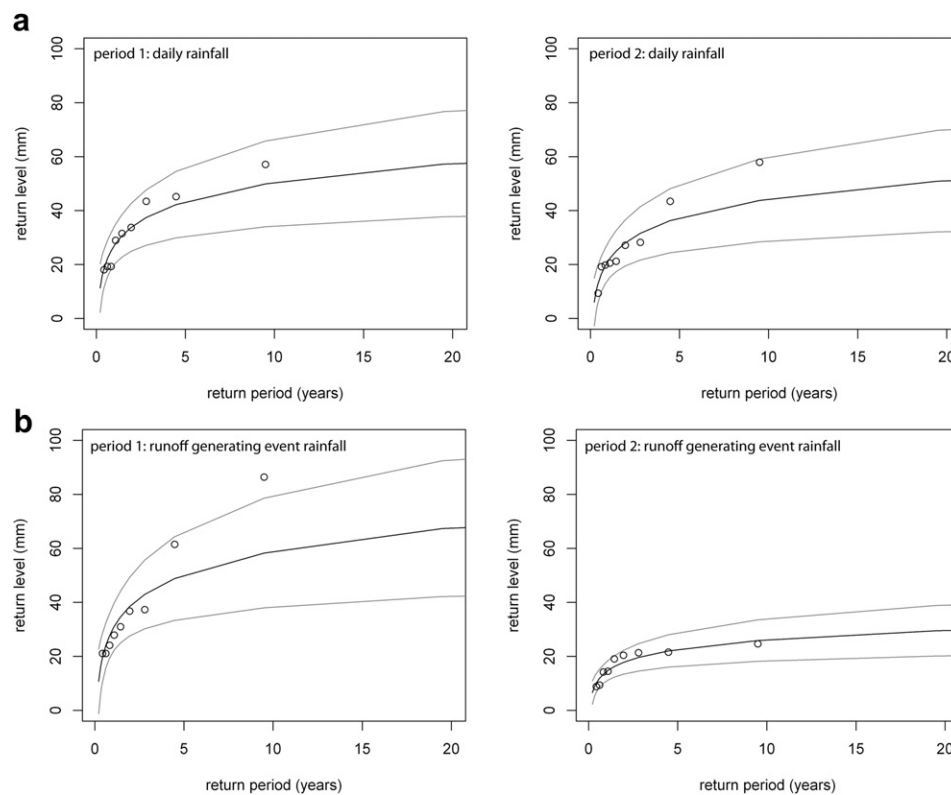 a
period 1: daily rainfall
100
80
60
40
20
0
return level (mm)
0 5 10 15 20
return period (years)
period 2: daily rainfall
100
80
60
40
20
0
return level (mm)
0 5 10 15 20
return period (years)
b
period 1: runoff generating event rainfall
100
80
60
40
20
0
return level (mm)
0 5 10 15 20
return period (years)
period 2: runoff generating event rainfall
100
80
60
40
20
0
return level (mm)
0 5 10 15 20
return period (years)